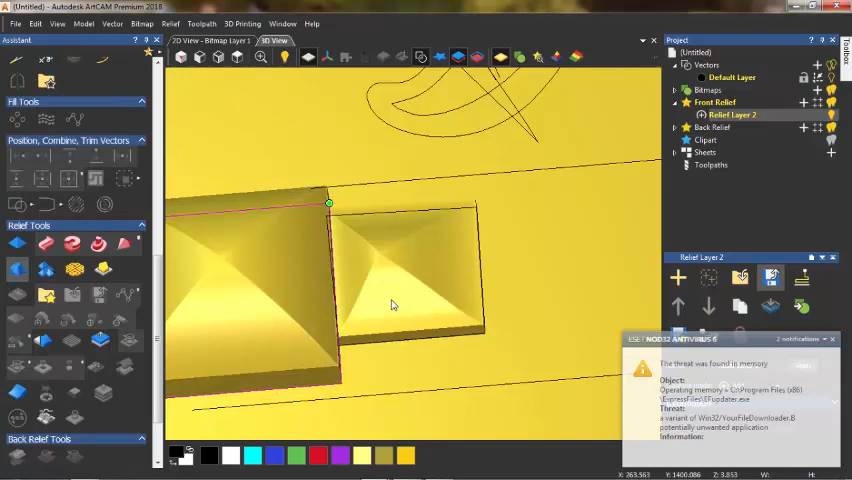 (Untitled) - Autodesk ArtCAM Premium 2018
File Edit View Vectors Bitmap Relief Toolpath 3D Printing Window Help
Assistant
2D View - Bitmap Layer 1
3D View
Fill Tools
Position, Combine, Trim Vectors
Relief Tools
Back Relief Tools
Project
(Untitled)
Vectors
Default Layer
Bitmaps
Front Relief
Relief Layer 2
Back Relief
Clipart
Sheets
Toolpaths
Toolbox
Relief Layer 2
ESET NOD32 ANTIVIRUS 6
2 notifications
The threat was found in memory
Object:
Operating memory » C:\Program Files (x86)
\ExpressFiles\EFupdater.exe
Threat:
a variant of Win32/YourFileDownloader.B
potentially unwanted application
Information:
X: 263.563 Y: 1400.086 Z: 3.853 W: H: